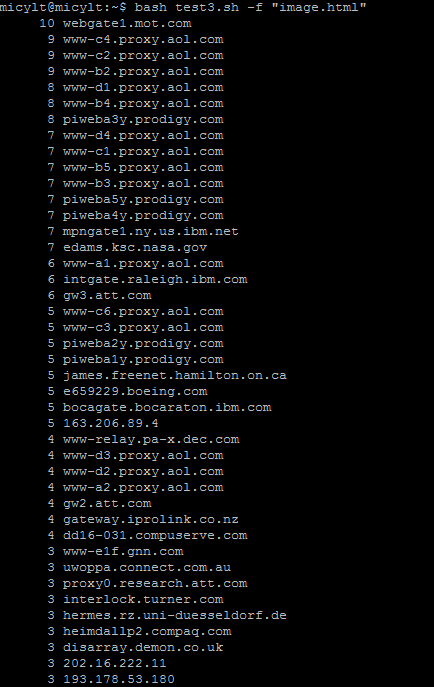 micylt@micylt:~$ bash test3.sh -f "image.html"
10 webgate1.mot.com
9 www-c4.proxy.aol.com
9 www-c2.proxy.aol.com
9 www-b2.proxy.aol.com
8 www-d1.proxy.aol.com
8 www-b4.proxy.aol.com
8 piweba3y.prodigy.com
7 www-d4.proxy.aol.com
7 www-c1.proxy.aol.com
7 www-b5.proxy.aol.com
7 www-b3.proxy.aol.com
7 piweba5y.prodigy.com
7 piweba4y.prodigy.com
7 mpngate1.ny.us.ibm.net
7 edams.ksc.nasa.gov
6 www-a1.proxy.aol.com
6 intgate.raleigh.ibm.com
6 gw3.att.com
5 www-c6.proxy.aol.com
5 www-c3.proxy.aol.com
5 piweba2y.prodigy.com
5 piweba1y.prodigy.com
5 james.freenet.hamilton.on.ca
5 e659229.boeing.com
5 bocagate.bocaraton.ibm.com
5 163.206.89.4
4 www-relay.pa-x.dec.com
4 www-d3.proxy.aol.com
4 www-d2.proxy.aol.com
4 www-a2.proxy.aol.com
4 gw2.att.com
4 gateway.iprolink.co.nz
4 dd16-031.compuserve.com
3 www-e1f.gnn.com
3 uwoppa.connect.com.au
3 proxy0.research.att.com
3 interlock.turner.com
3 hermes.rz.uni-duesseldorf.de
3 heimdallp2.compaq.com
3 disarray.demon.co.uk
3 202.16.222.11
3 193.178.53.180